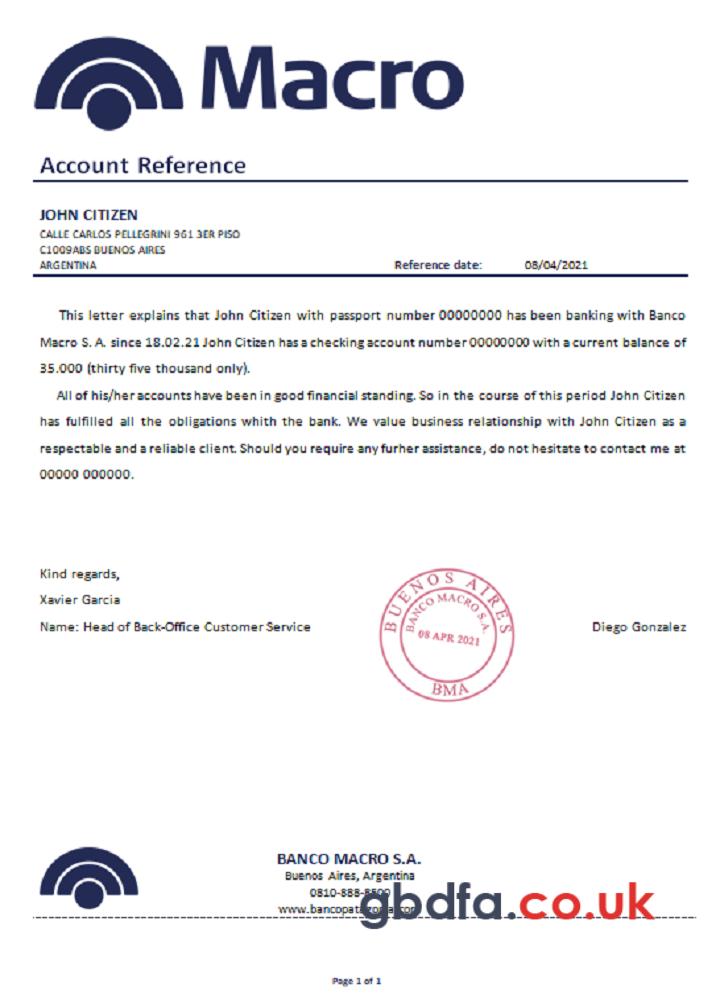 Macro
Account Reference
JOHN CITIZEN
CALLE CARLOS PELLEGRINI 961 3ER PISO
C1009ABS BUENOS AIRES
ARGENTINA
Reference date: 08/04/2021
This letter explains that John Citizen with passport number 00000000 has been banking with Banco
Macro S. A. since 18.02.21 John Citizen has a checking account number 00000000 with a current balance of
35.000 (thirty five thousand only).
All of his/her accounts have been in good financial standing. So in the course of this period John Citizen
has fulfilled all the obligations whith the bank. We value business relationship with John Citizen as a
respectable and a reliable client. Should you require any furher assistance, do not hesitate to contact me at
00000 000000.
Kind regards,
Xavier Garcia
Name: Head of Back-Office Customer Service
BUENOS AIRES
BANCO MACRO S.A.
08 APR 2021
BMA
Diego Gonzalez
BANCO MACRO S.A.
Buenos Aires, Argentina
0810-888-8500
gbdfa.co.uk
Page 1 of 1